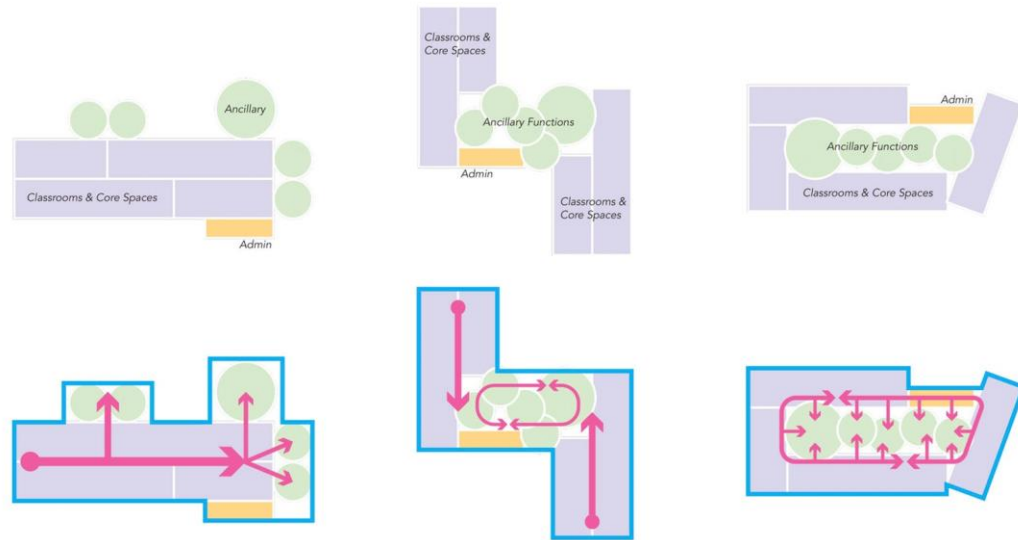 Ancillary
Classrooms & Core Spaces
Admin
Classrooms &
Core Spaces
Ancillary Functions
Admin
Classrooms &
Core Spaces
Admin
Ancillary Functions
Classrooms & Core Spaces